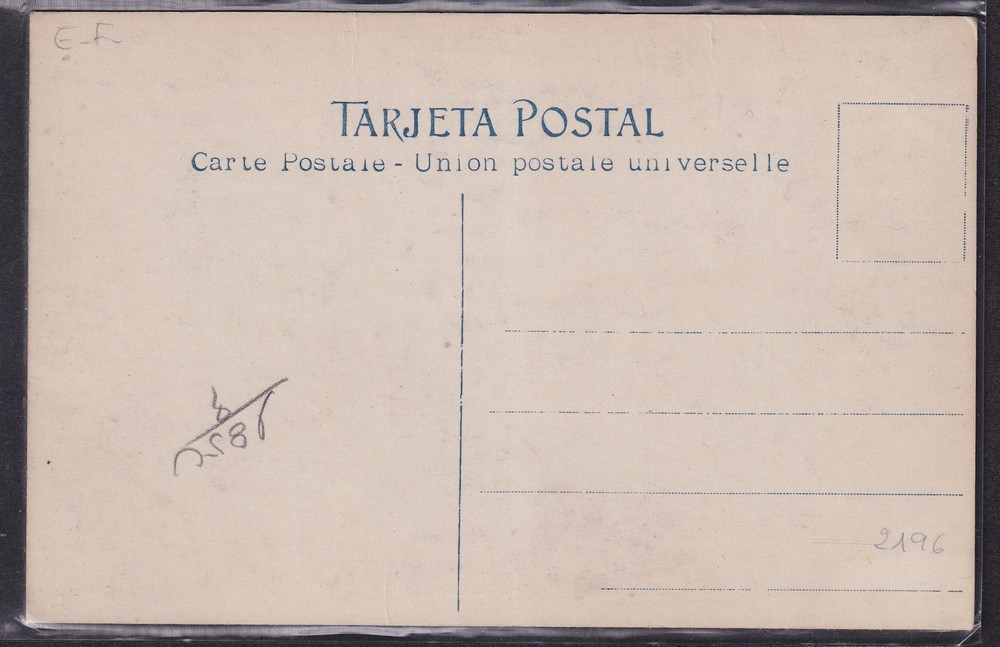 E-F
TARJETA POSTAL
Carte Postale - Union postale universelle
2196